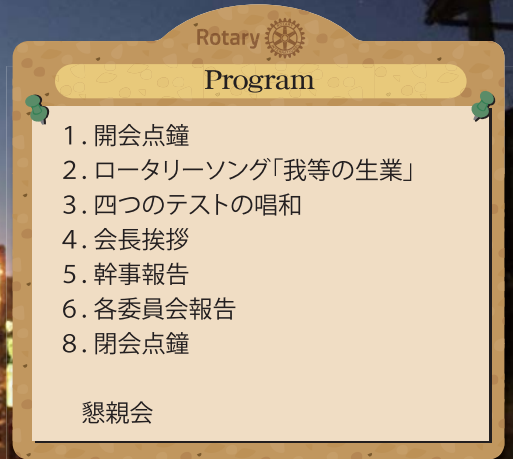 Rotary
Program
1. 開会点鐘
2. ロータリーソング「我等の生業」
3. 四つのテストの唱和
4. 会長挨拶
5. 幹事報告
6. 各委員会報告
8. 閉会点鐘
懇親会